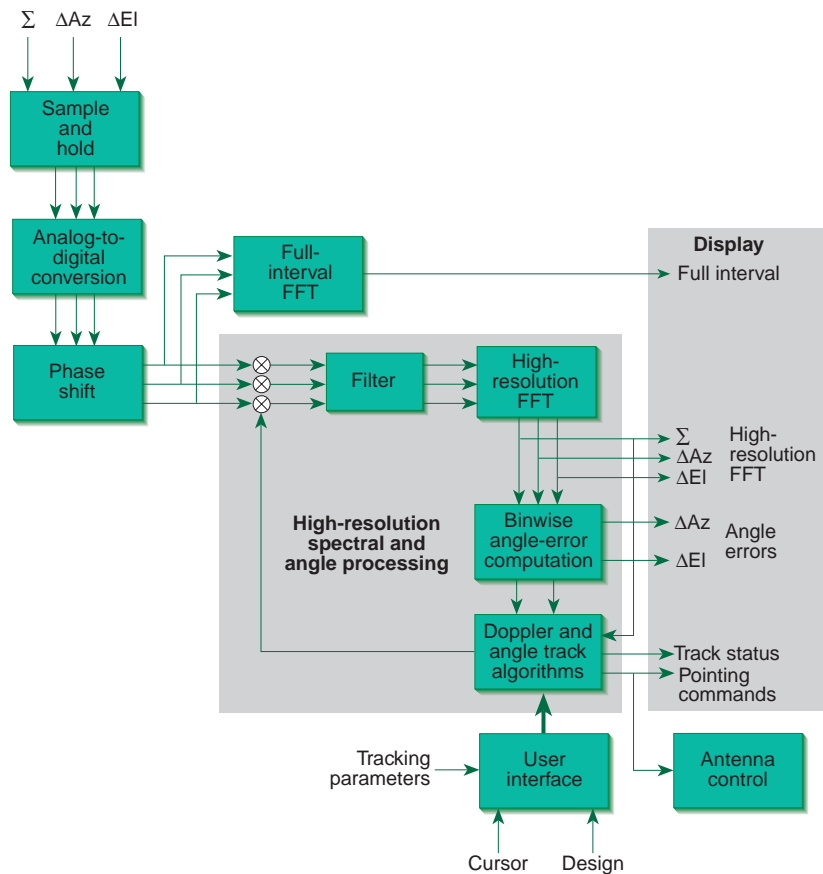 Σ ΔAz ΔEl
Sample
and
hold
Analog-to-
digital
conversion
Phase
shift
Full-
interval
FFT
Display
Full interval
Filter
High-
resolution
FFT
Σ
ΔAz
ΔEl
High-
resolution
FFT
High-resolution
spectral and
angle processing
Binwise
angle-error
computation
ΔAz
ΔEl
Angle
errors
Doppler and
angle track
algorithms
Track status
Pointing
commands
Tracking
parameters
User
interface
Antenna
control
Cursor
Design